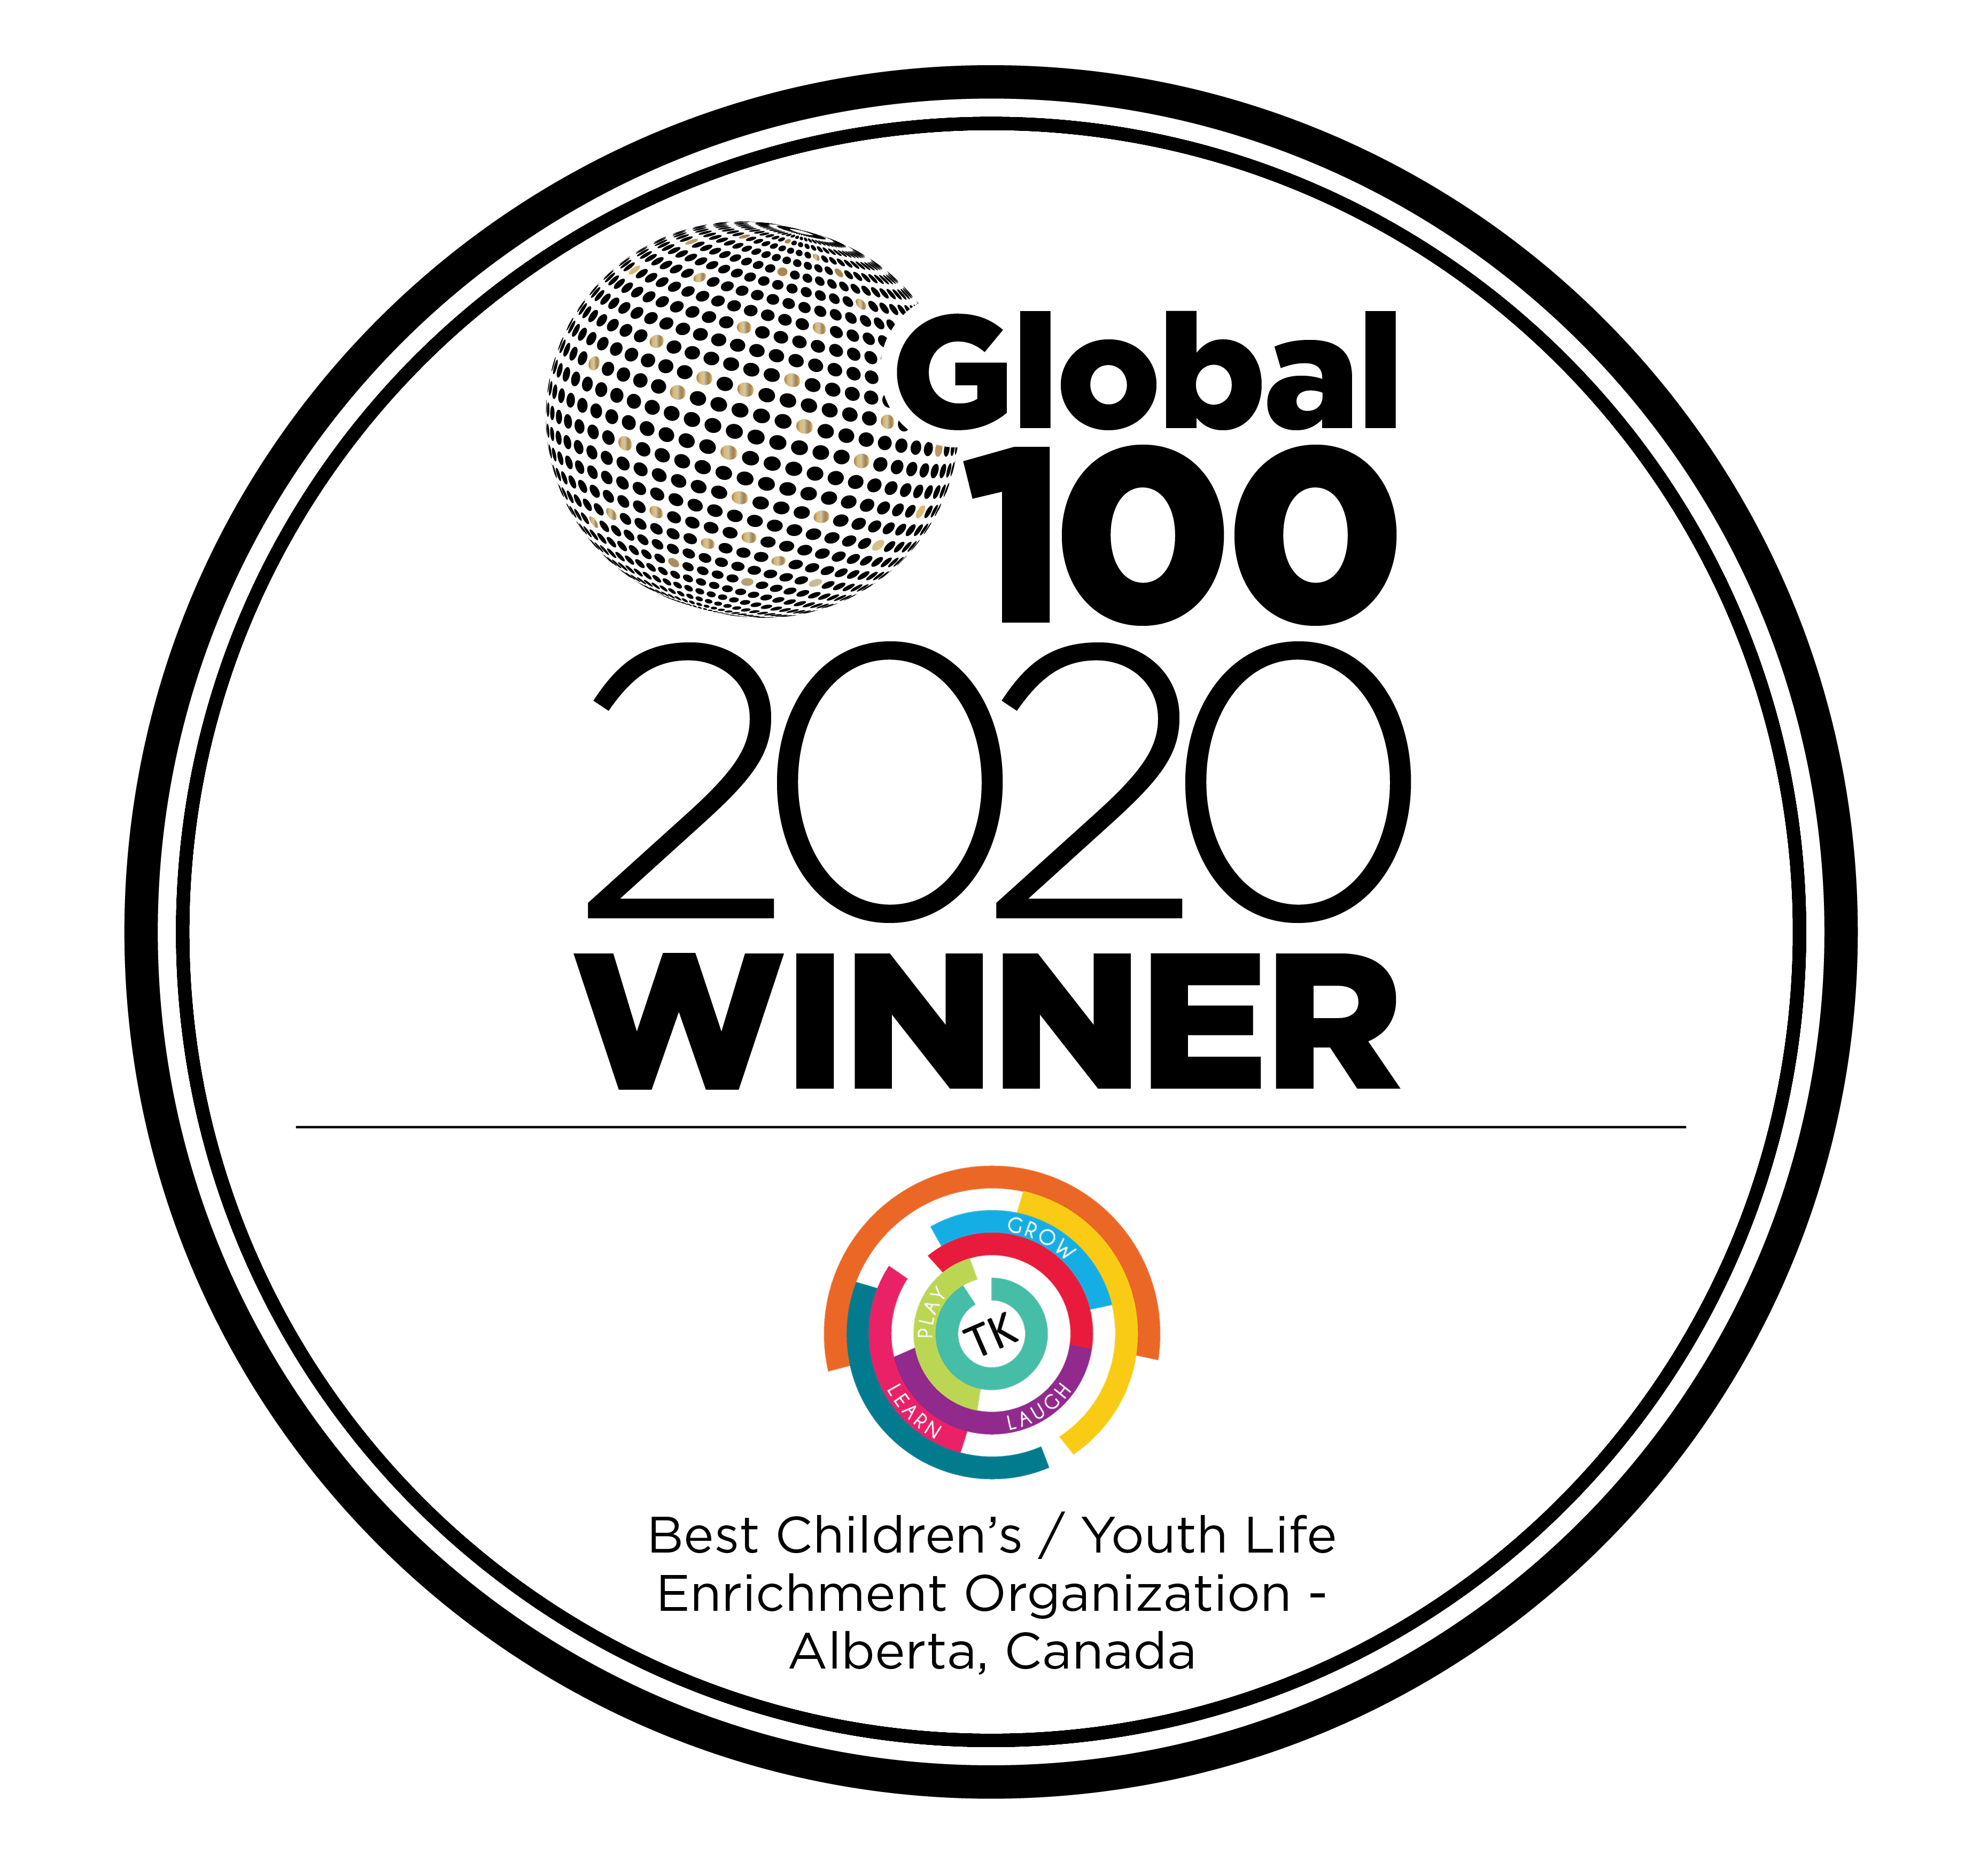 Global
100
2020
WINNER
GROW
PLAY
TK
LEARN
LAUGH
Best Children's / Youth Life
Enrichment Organization -
Alberta, Canada